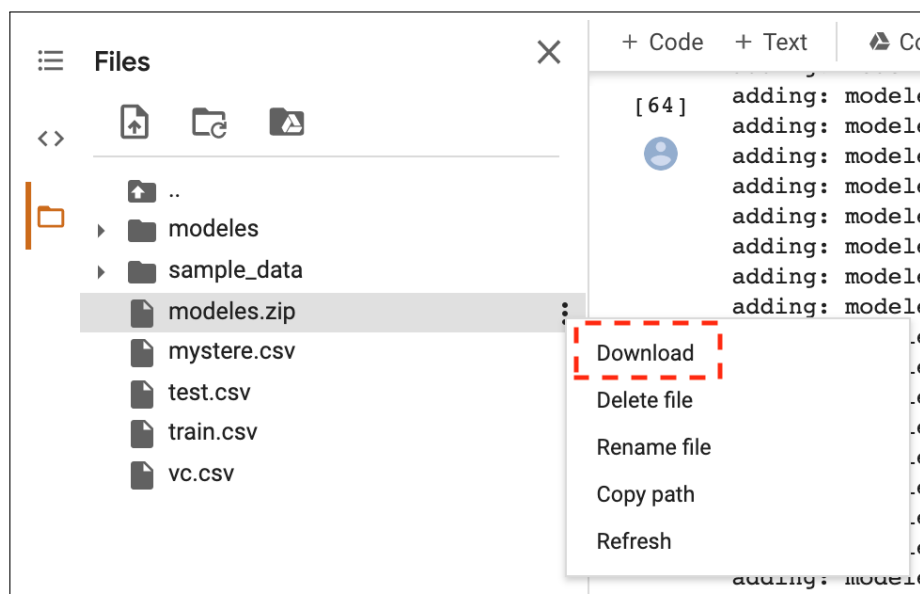 Files
..
modeles
sample_data
modeles.zip
mystere.csv
test.csv
train.csv
vc.csv
+ Code + Text
[64]
adding:
adding:
adding:
adding:
adding:
adding:
adding:
adding:
Download
Delete file
Rename file
Copy path
Refresh
adding: